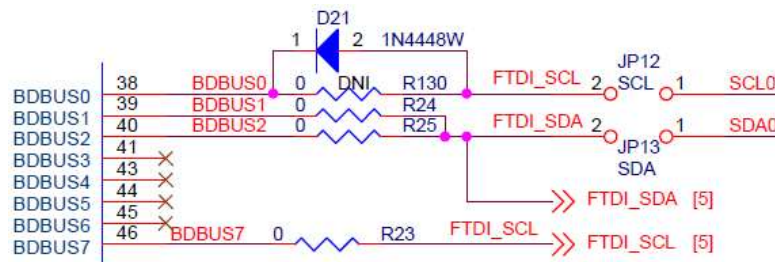 D21
1 2 1N4448W
38 BDBUS0 0 DNI R130 FTDI_SCL 2 JP12 SCL 1 SCL0
BDBUS0
39 BDBUS1 0 R24
BDBUS1
40 BDBUS2 0 R25 FTDI_SDA 2 1 SDA0
BDBUS2
JP13
SDA
41
BDBUS3
43
BDBUS4
44
BDBUS5 FTDI_SDA [5]
45
BDBUS6
46 BDBUS7 0 R23 FTDI_SCL FTDI_SCL [5]
BDBUS7